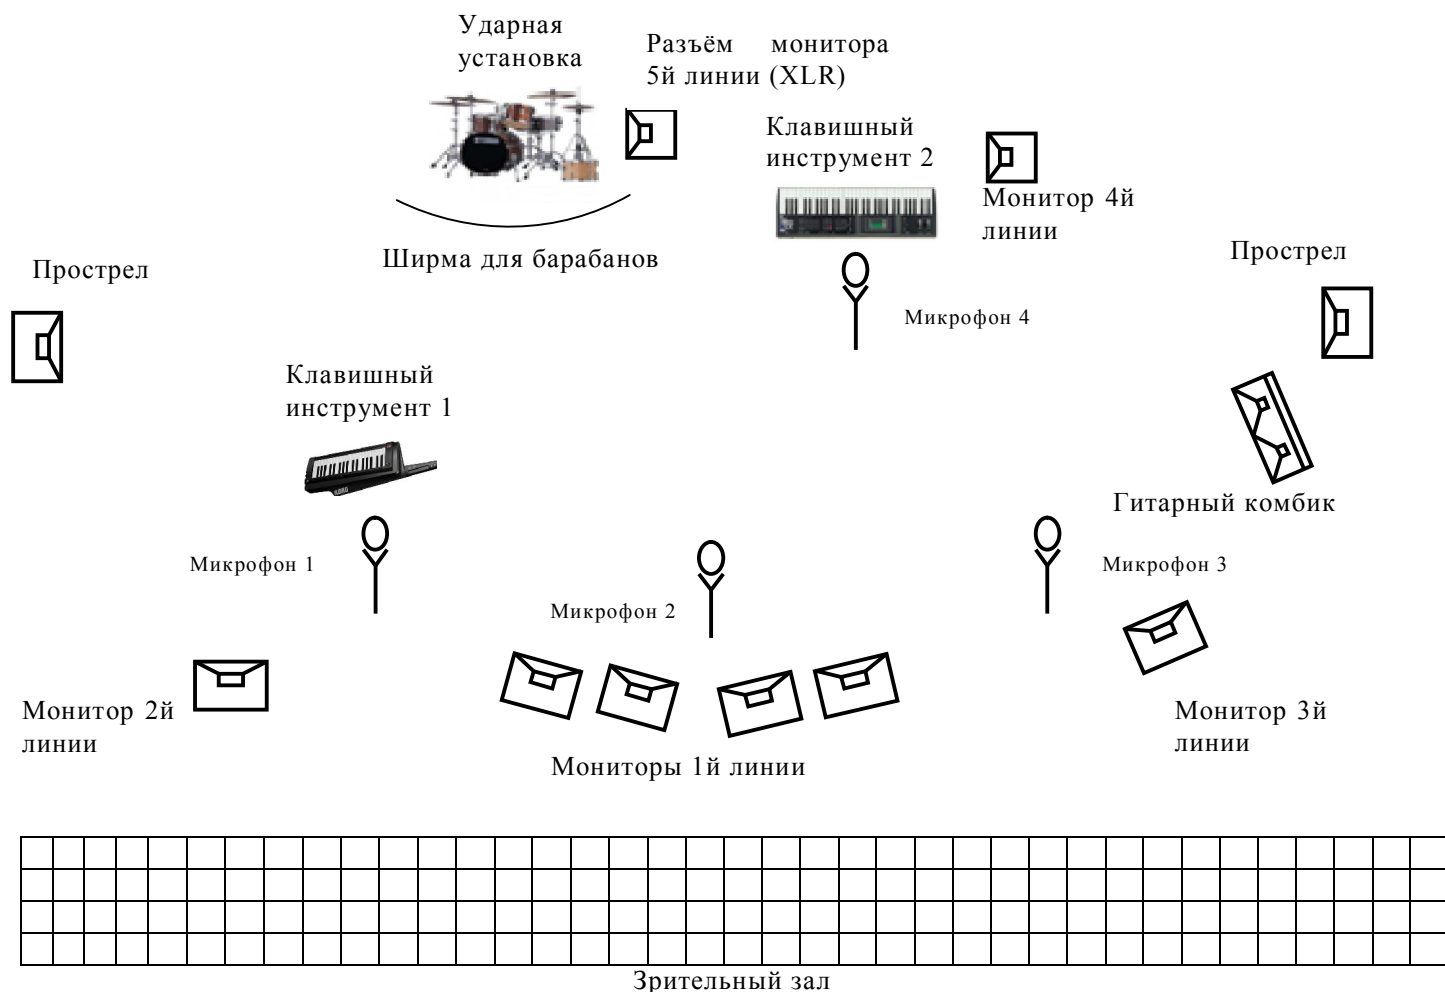 Ударная
установка
Разъём монитора
5й линии (XLR)
Клавишный
инструмент 2
Монитор 4й
линии
Ширма для барабанов
Прострел
Прострел
Микрофон 4
Клавишный
инструмент 1
KORG
Гитарный комбик
Микрофон 1
Микрофон 3
Микрофон 2
Монитор 2й
линии
Монитор 3й
линии
Мониторы 1й линии
Зрительный зал